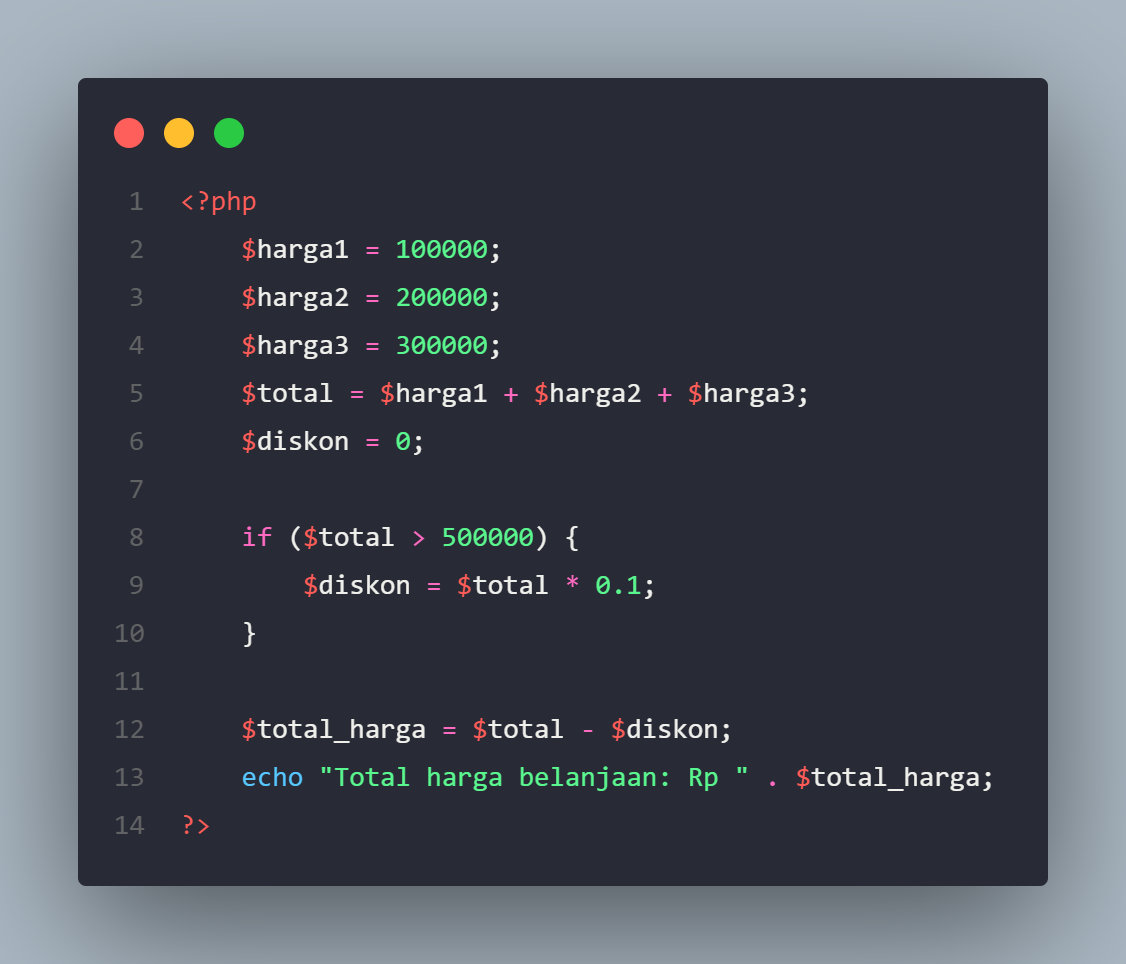 1 <?php
2     $harga1 = 100000;
3     $harga2 = 200000;
4     $harga3 = 300000;
5     $total = $harga1 + $harga2 + $harga3;
6     $diskon = 0;
7
8     if ($total > 500000) {
9         $diskon = $total * 0.1;
10     }
11
12     $total_harga = $total - $diskon;
13     echo "Total harga belanjaan: Rp " . $total_harga;
14 ?>